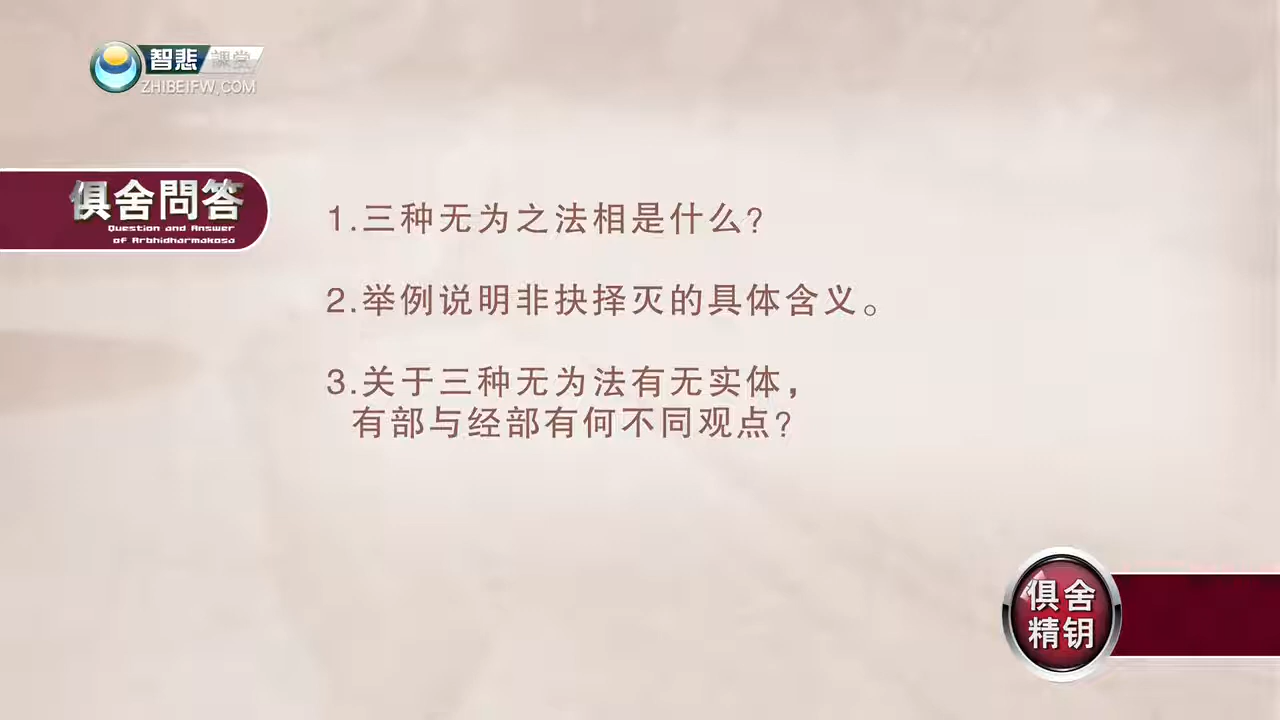 智悲課堂
ZHIBEIFW.COM
俱舍問答
Question and Answer
of Arbhidharmakosa
1.三种无为之法相是什么?
2.举例说明非抉择灭的具体含义。
3.关于三种无为法有无实体，
有部与经部有何不同观点?
俱舍
精钥